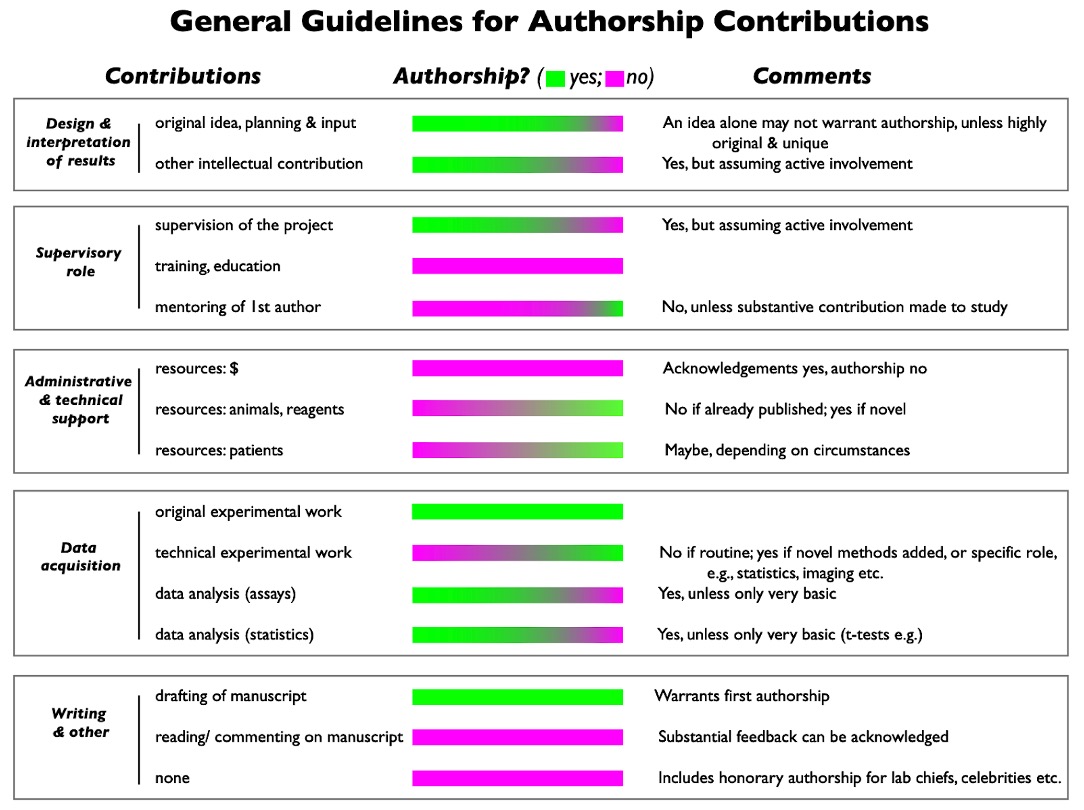 General Guidelines for Authorship Contributions
Contributions Authorship? ( yes; no) Comments
Design &
interpretation
of results
original idea, planning & input
An idea alone may not warrant authorship, unless highly
original & unique
other intellectual contribution
Yes, but assuming active involvement
Supervisory
role
supervision of the project
Yes, but assuming active involvement
training, education
mentoring of 1st author
No, unless substantive contribution made to study
Administrative
& technical
support
resources: $
Acknowledgements yes, authorship no
resources: animals, reagents
No if already published; yes if novel
resources: patients
Maybe, depending on circumstances
Data
acquisition
original experimental work
technical experimental work
No if routine; yes if novel methods added, or specific role,
e.g., statistics, imaging etc.
data analysis (assays)
Yes, unless only very basic
data analysis (statistics)
Yes, unless only very basic (t-tests e.g.)
Writing
& other
drafting of manuscript
Warrants first authorship
reading/ commenting on manuscript
Substantial feedback can be acknowledged
none
Includes honorary authorship for lab chiefs, celebrities etc.